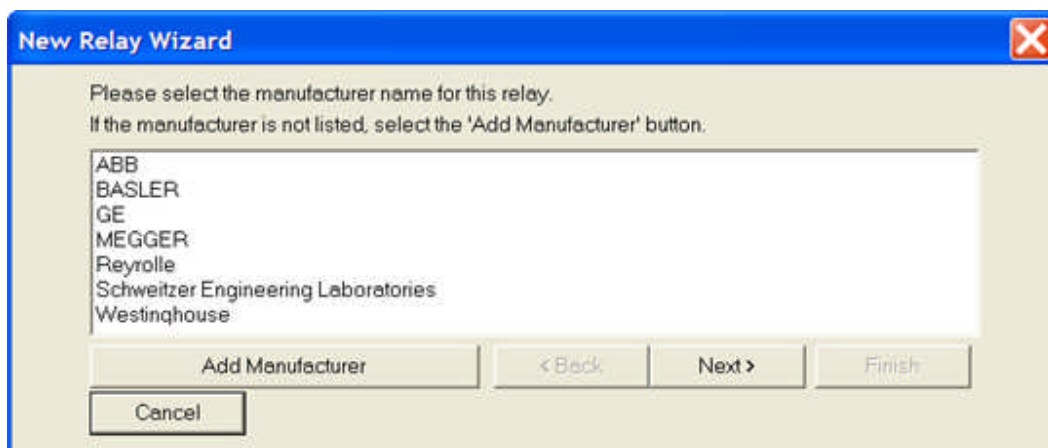 New Relay Wizard
Please select the manufacturer name for this relay.
If the manufacturer is not listed, select the 'Add Manufacturer' button.
ABB
BASLER
GE
MEGGER
Reyrolle
Schweitzer Engineering Laboratories
Westinghouse
Add Manufacturer < Back Next > Finish
Cancel